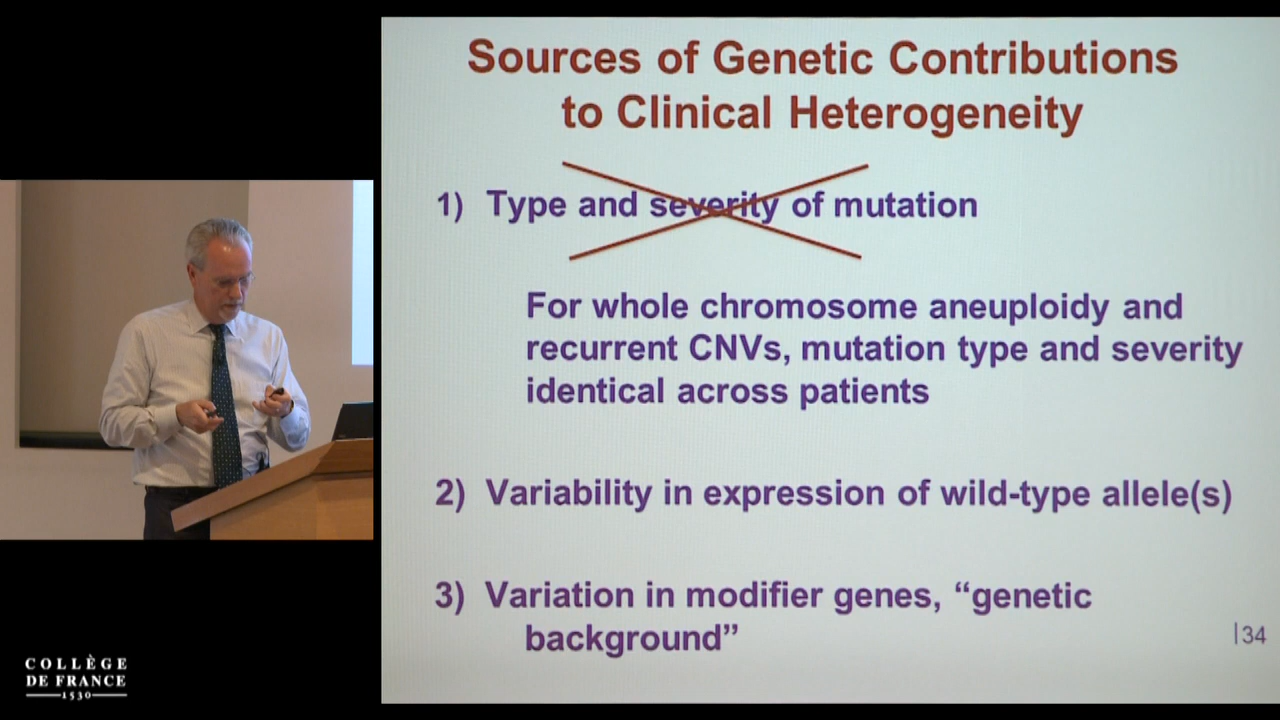 Sources of Genetic Contributions
to Clinical Heterogeneity
1) Type and severity of mutation
For whole chromosome aneuploidy and
recurrent CNVs, mutation type and severity
identical across patients
2) Variability in expression of wild-type allele(s)
3) Variation in modifier genes, “genetic
background”
34
COLLÈGE
DE FRANCE
1530